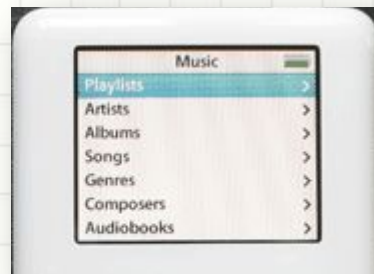 Music
Playlists >
Artists >
Albums >
Songs >
Genres >
Composers >
Audiobooks >